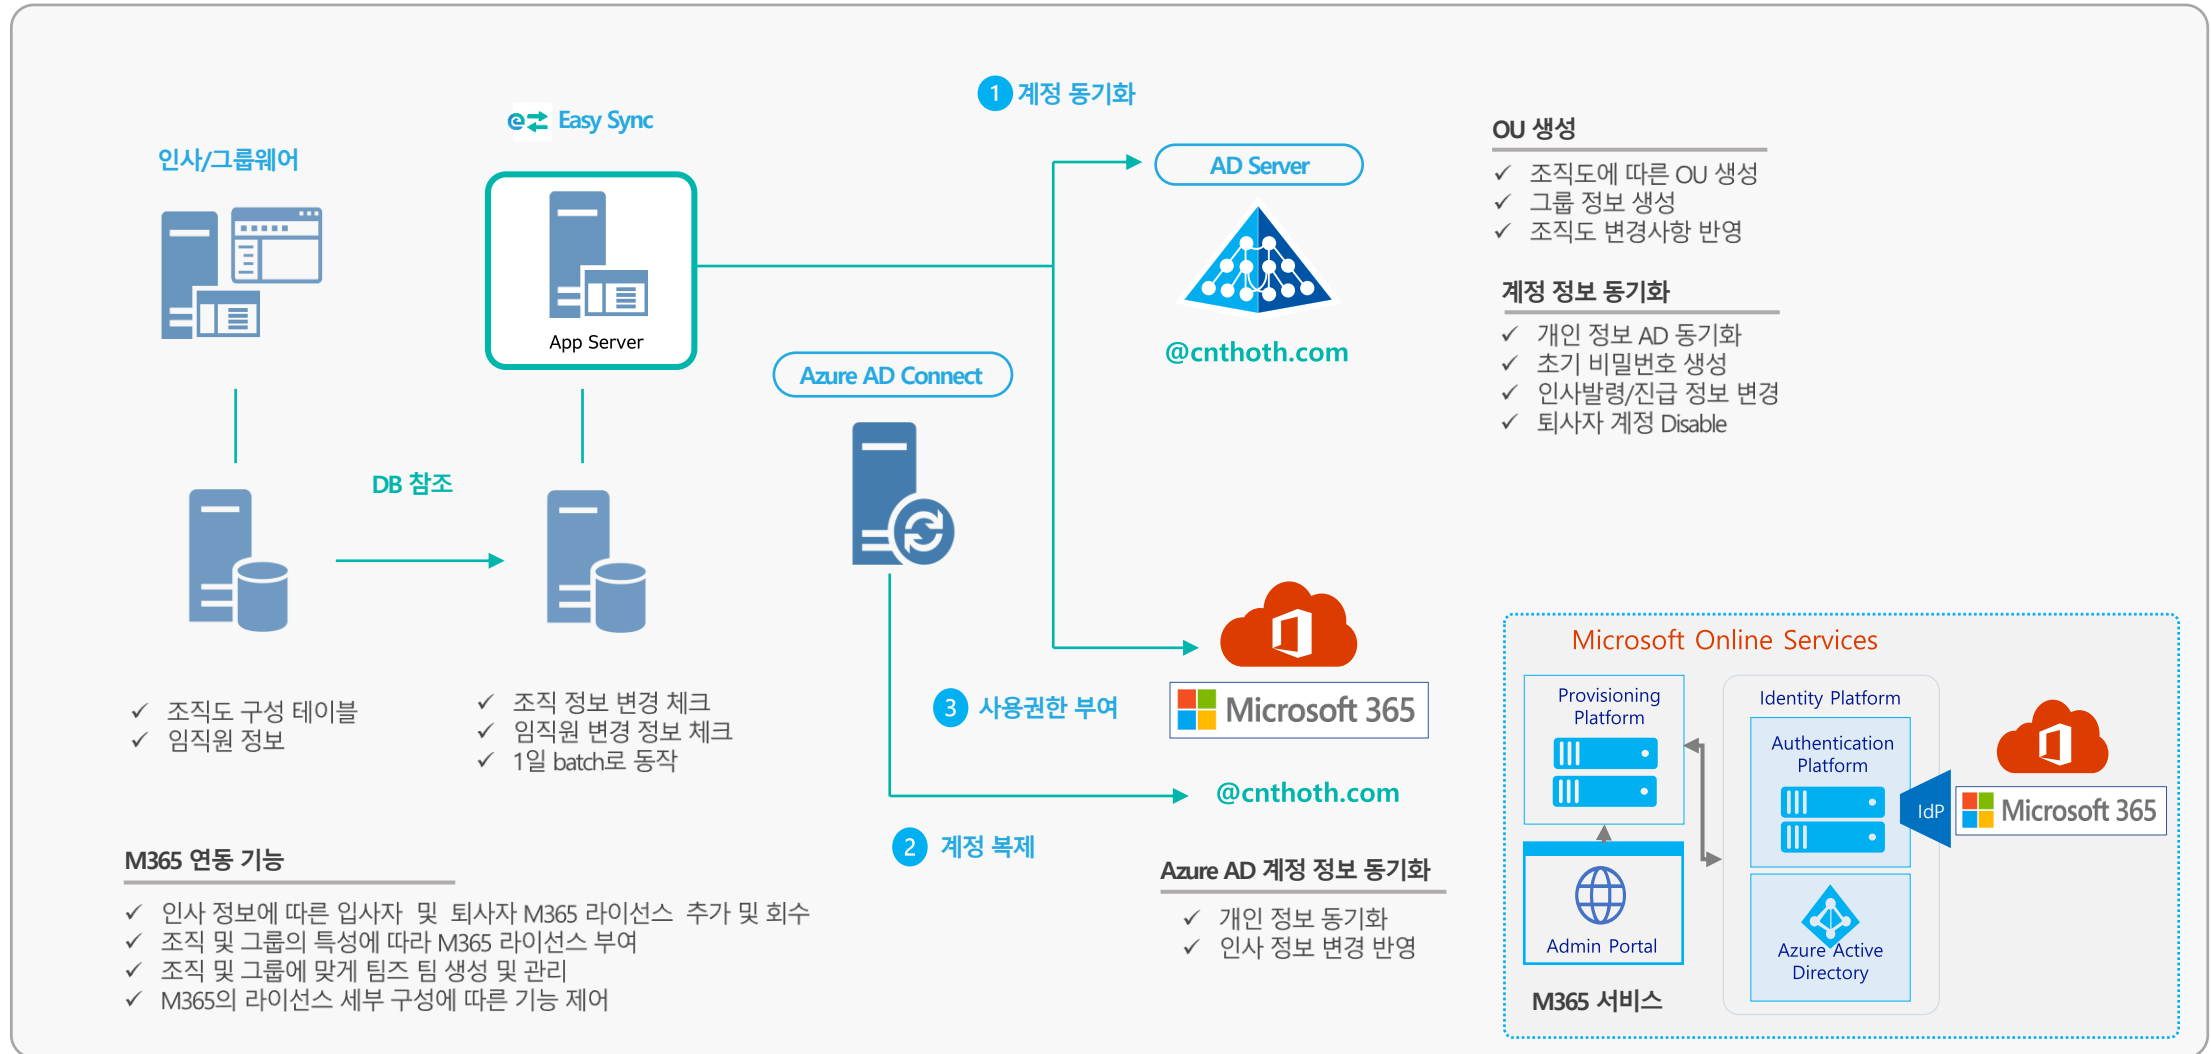 1 계정 동기화
Easy Sync
인사/그룹웨어
App Server
AD Server
@cnthoth.com
OU 생성
✓ 조직도에 따른 OU 생성
✓ 그룹 정보 생성
✓ 조직도 변경사항 반영
계정 정보 동기화
✓ 개인 정보 AD 동기화
✓ 초기 비밀번호 생성
✓ 인사발령/진급 정보 변경
✓ 퇴사자 계정 Disable
Azure AD Connect
DB 참조
✓ 조직도 구성 테이블
✓ 임직원 정보
✓ 조직 정보 변경 체크
✓ 임직원 변경 정보 체크
✓ 1일 batch로 동작
3 사용권한 부여
Microsoft 365
@cnthoth.com
2 계정 복제
M365 연동 기능
✓ 인사 정보에 따른 입사자 및 퇴사자 M365 라이선스 추가 및 회수
✓ 조직 및 그룹의 특성에 따라 M365 라이선스 부여
✓ 조직 및 그룹에 맞게 팀즈 팀 생성 및 관리
✓ M365의 라이선스 세부 구성에 따른 기능 제어
Azure AD 계정 정보 동기화
✓ 개인 정보 동기화
✓ 인사 정보 변경 반영
Microsoft Online Services
Provisioning
Platform
Admin Portal
M365 서비스
Identity Platform
Authentication
Platform
IdP
Microsoft 365
Azure Active
Directory